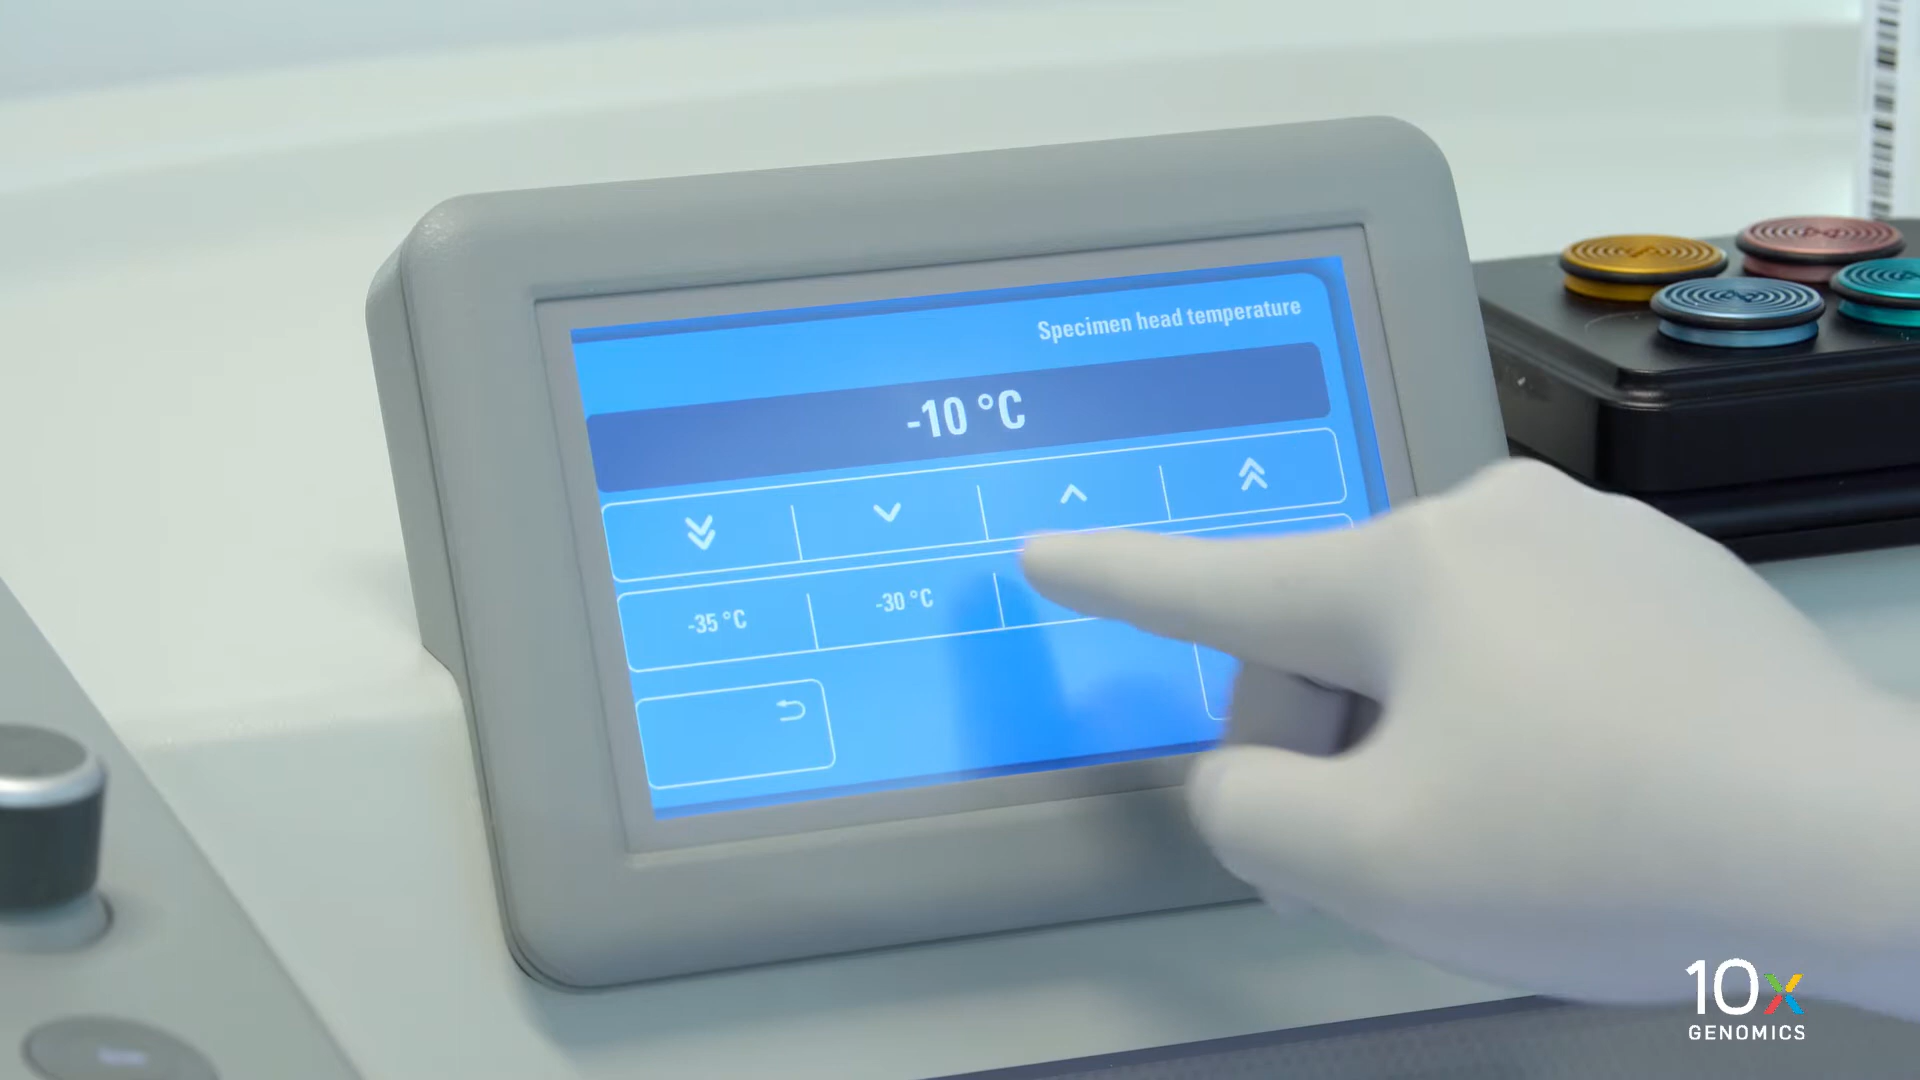 Specimen head temperature
-10 °C
-35 °C
-30 °C
10x
GENOMICS